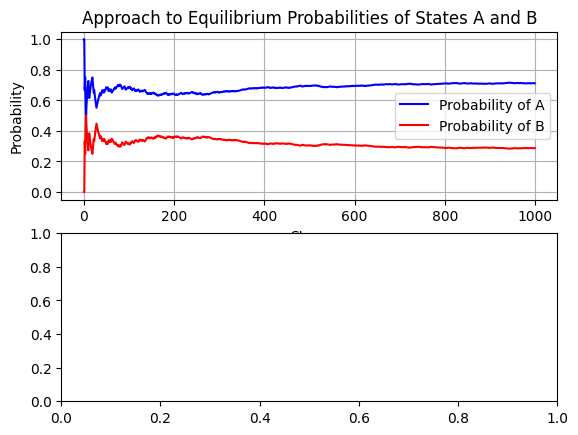 Approach to Equilibrium Probabilities of States A and B
1.0
0.8
0.6
0.4
0.2
0.0
Probability
Probability of A
Probability of B
0 200 400 600 800 1000
1.0
0.8
0.6
0.4
0.2
0.0
0.0 0.2 0.4 0.6 0.8 1.0